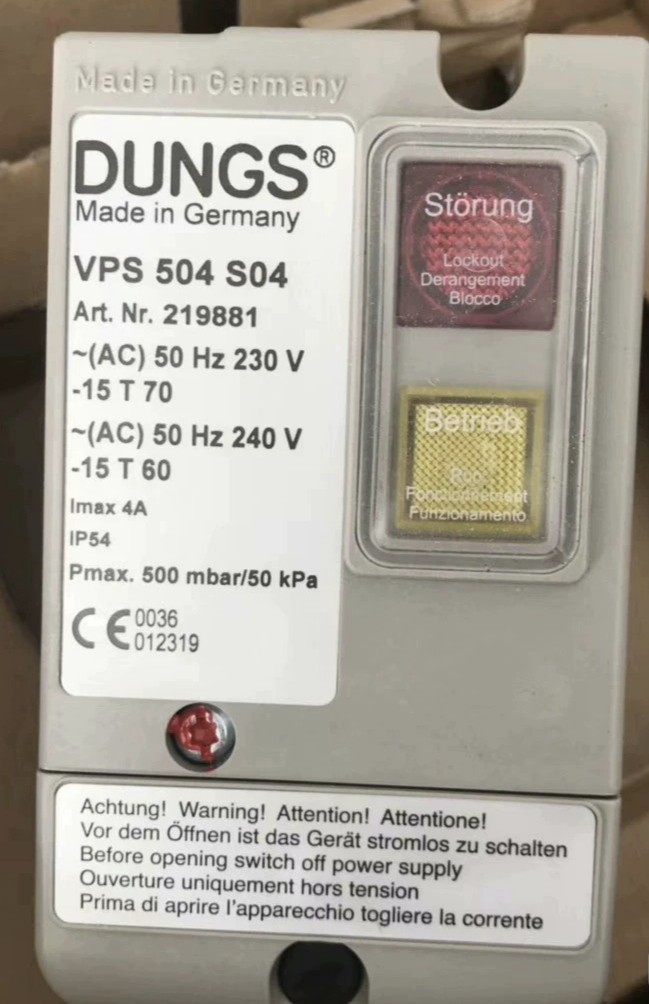 Made in Germany
DUNGS®
Made in Germany
VPS 504 S04
Art. Nr. 219881
~(AC) 50 Hz 230 V
-15 T 70
~(AC) 50 Hz 240 V
-15 T 60
Imax 4A
IP54
Pmax. 500 mbar/50 kPa
CE 0036
012319
Störung
Lockout
Derangement
Blocco
Betrieb
Run
Fonctionnement
Funzionamento
Achtung! Warning! Attention! Attentione!
Vor dem Öffnen ist das Gerät stromlos zu schalten
Before opening switch off power supply
Ouverture uniquement hors tension
Prima di aprire l'apparecchio togliere la corrente